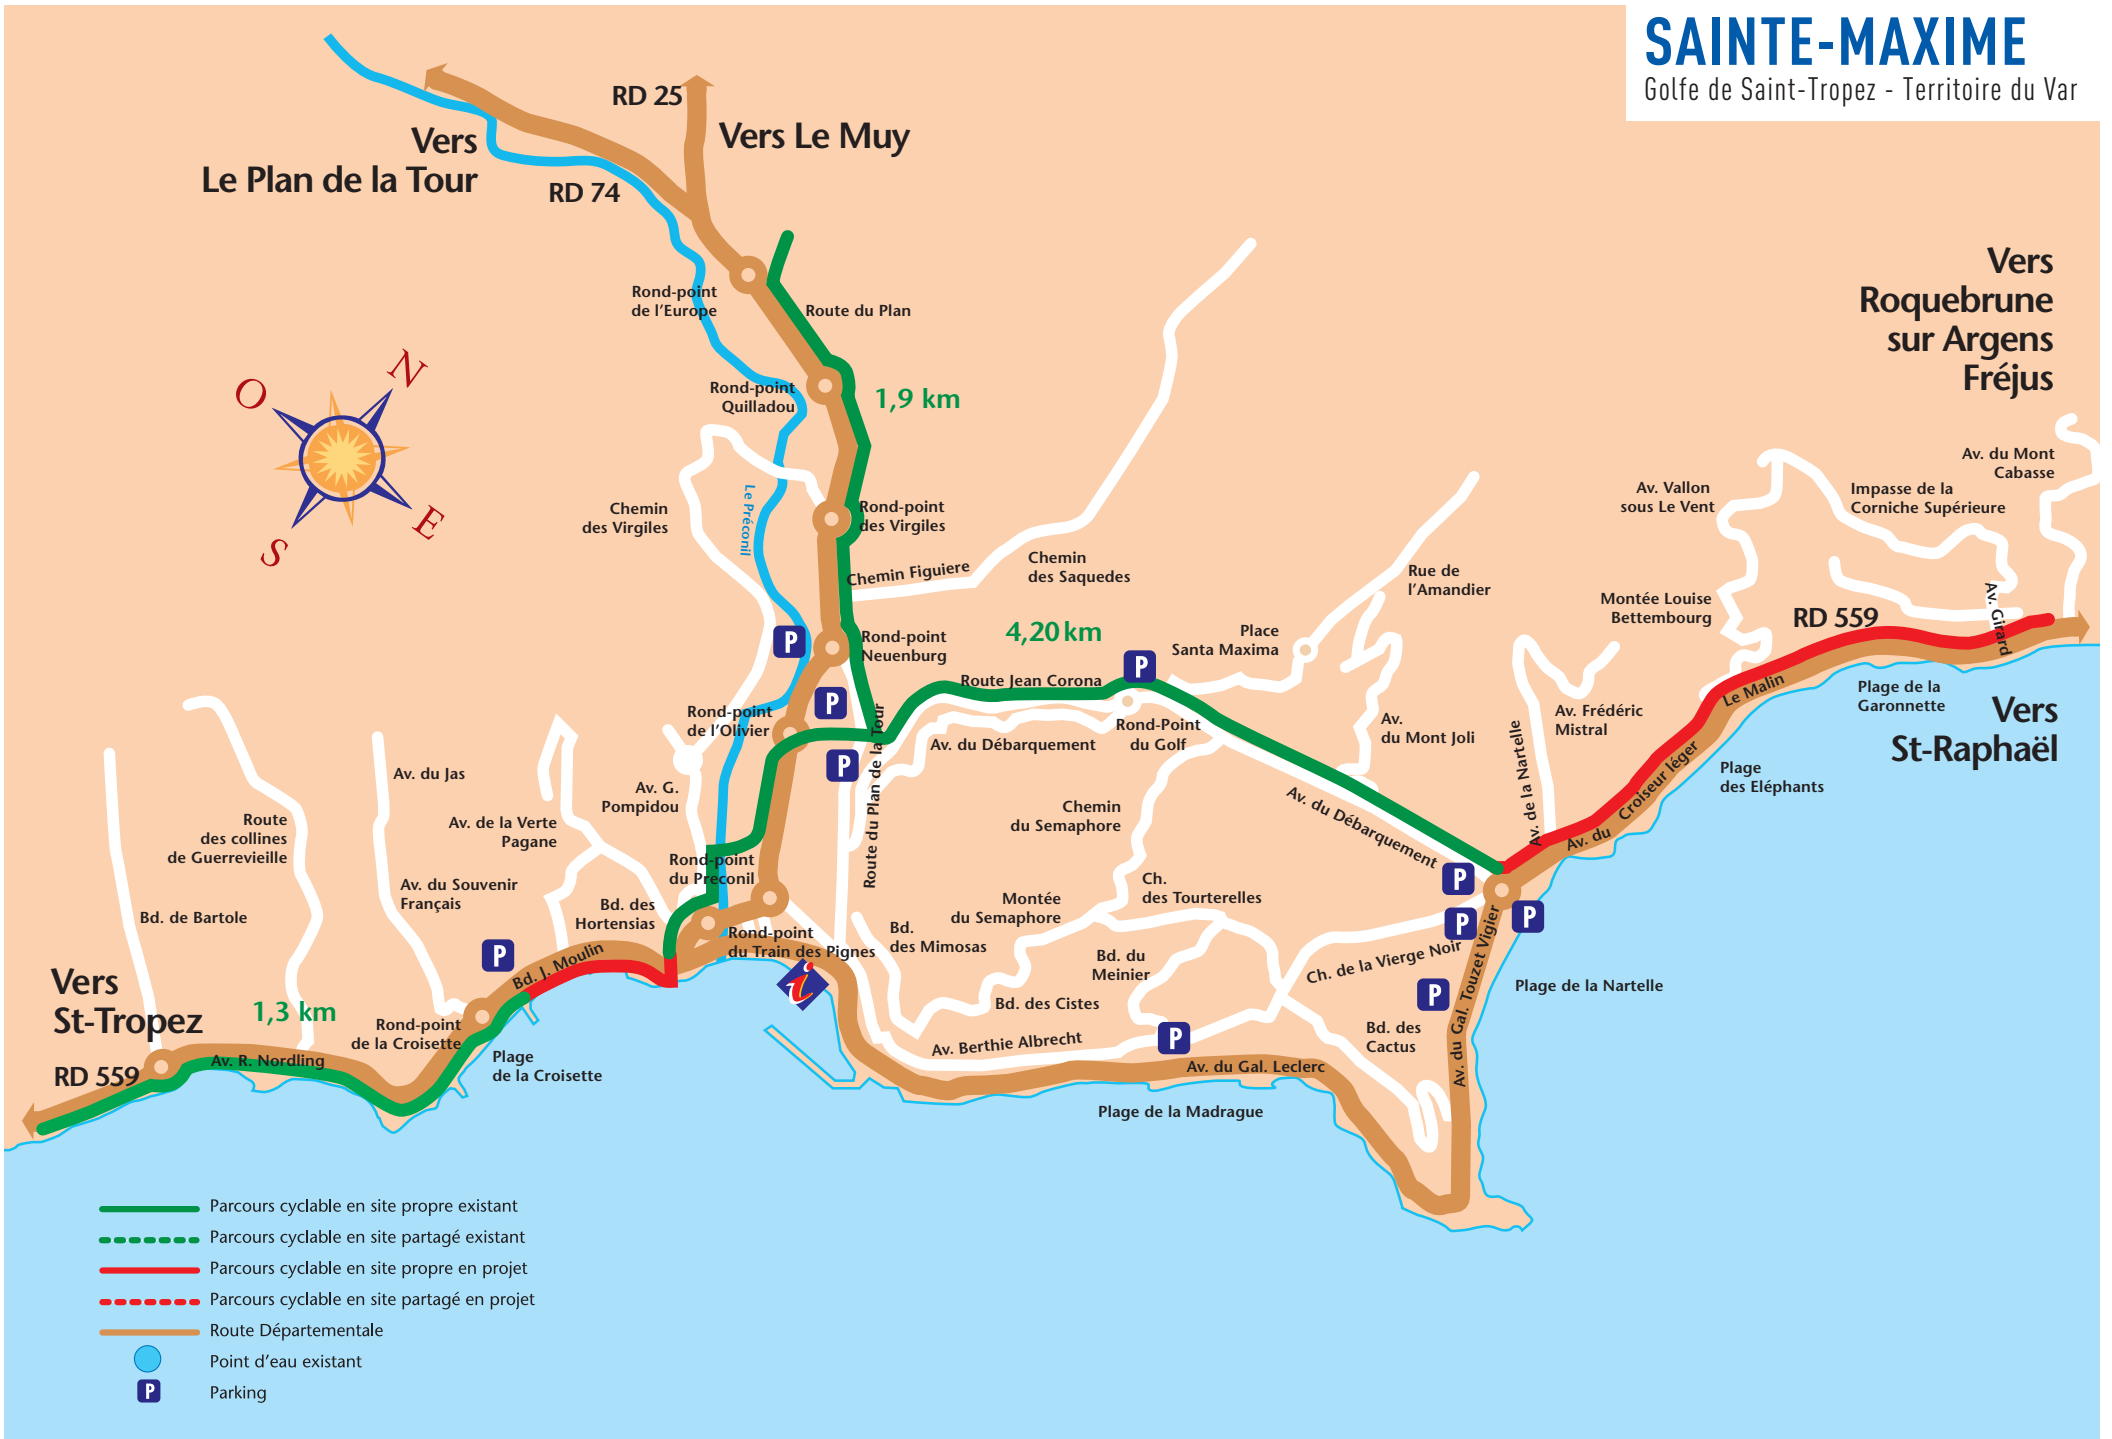 SAINTE-MAXIME
Golfe de Saint-Tropez - Territoire du Var
RD 25
Vers Le Muy
Vers
Le Plan de la Tour
RD 74
Rond-point
de l'Europe
Route du Plan
Rond-point
Quilladou
1,9 km
N
O
E
S
Vers
Roquebrune
sur Argens
Fréjus
Av. du Mont
Cabasse
Impasse de la
Corniche Supérieure
Av. Vallon
sous Le Vent
Chemin
des Virgiles
Le Préconil
Rond-point
des Virgiles
Chemin Figuiere
Chemin
des Saquedes
Rue de
l'Amandier
Montée Louise
Bettembourg
RD 559
Av. Girard
P
Rond-point
Neuenburg
4,20 km
Place
Santa Maxima
P
Route Jean Corona
P
Rond-point
de l'Olivier
Route du Plan de la Tour
Av. du Débarquement
Rond-Point
du Golf
Av.
du Mont Joli
Av. de la Nartelle
Av. Frédéric
Mistral
Le Malin
Plage de la
Garonnette
Vers
St-Raphaël
P
Av. du Jas
Av. G.
Pompidou
Plage
des Eléphants
Av. du Croiseur léger
Av. du Débarquement
Chemin
du Semaphore
Route
des collines
de Guerrevieille
Av. de la Verte
Pagane
Rond-point
du Preconil
P
Av. du Souvenir
Français
Bd. des
Hortensias
Bd. de Bartole
Montée
du Semaphore
Ch.
des Tourterelles
P
P
Rond-point
du Train des Pignes
Bd.
des Mimosas
Bd. du
Meinier
Ch. de la Vierge Noir
Av. du Gal. Touzet Vigier
P
Bd. J. Moulin
Plage de la Nartelle
P
i
Vers
St-Tropez
1,3 km
Rond-point
de la Croisette
Bd. des Cistes
Bd. des
Cactus
P
Av. Berthie Albrecht
Av. R. Nordling
RD 559
Plage
de la Croisette
Av. du Gal. Leclerc
Plage de la Madrague
Parcours cyclable en site propre existant
Parcours cyclable en site partagé existant
Parcours cyclable en site propre en projet
Parcours cyclable en site partagé en projet
Route Départementale
Point d'eau existant
P Parking